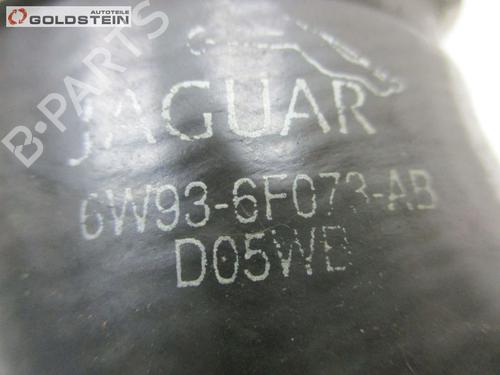 Autoteile
GOLDSTEIN
B-PARTS
JAGUAR
6W93-6F073-AB
D05WB